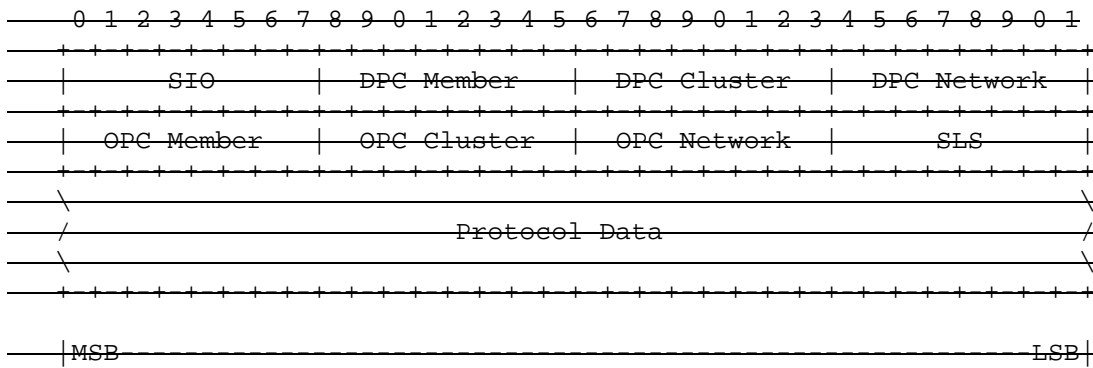 0 1 2 3 4 5 6 7 8 9 0 1 2 3 4 5 6 7 8 9 0 1 2 3 4 5 6 7 8 9 0 1
+-+-+-+-+-+-+-+-+-+-+-+-+-+-+-+-+-+-+-+-+-+-+-+-+-+-+-+-+-+-+-+-+
| SIO | DPC Member | DPC Cluster | DPC Network |
+-+-+-+-+-+-+-+-+-+-+-+-+-+-+-+-+-+-+-+-+-+-+-+-+-+-+-+-+-+-+-+-+
| OPC Member | OPC Cluster | OPC Network | SLS |
+-+-+-+-+-+-+-+-+-+-+-+-+-+-+-+-+-+-+-+-+-+-+-+-+-+-+-+-+-+-+-+-+
\ \
/ Protocol Data /
\ \
+-+-+-+-+-+-+-+-+-+-+-+-+-+-+-+-+-+-+-+-+-+-+-+-+-+-+-+-+-+-+-+-+
|MSB---------------------------------------------------------LSB|